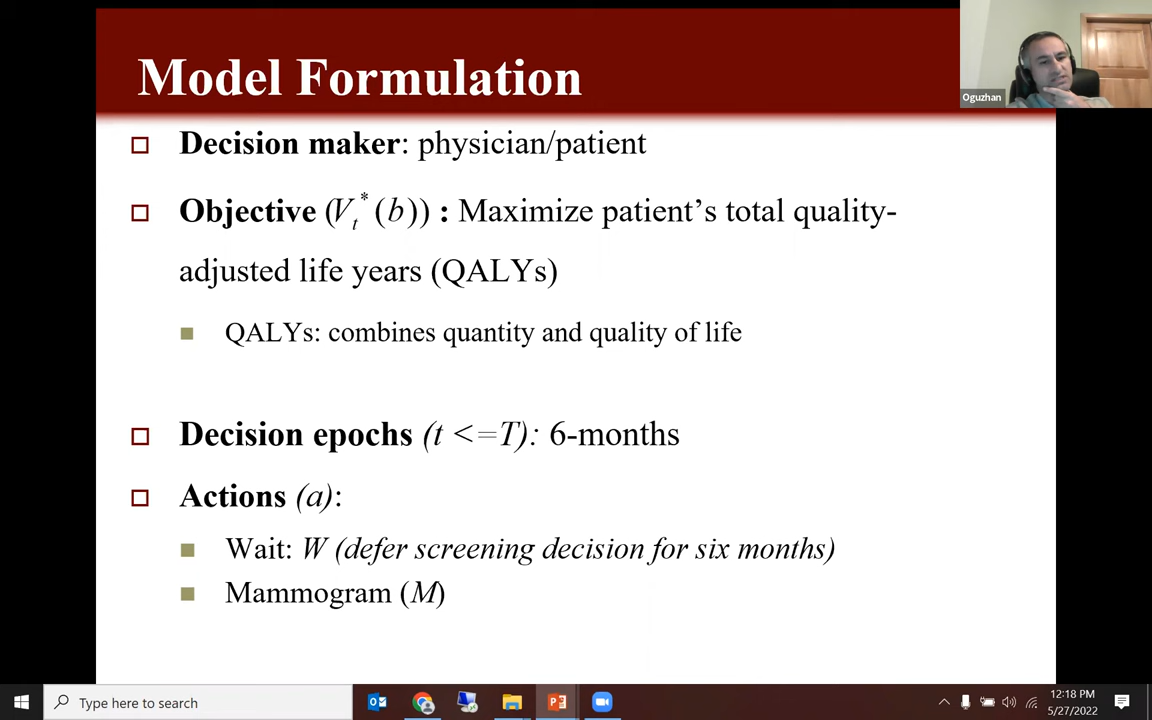 Model Formulation
Oguzhan
Decision maker: physician/patient
Objective (V_t^*(b)) : Maximize patient’s total quality-
adjusted life years (QALYs)
QALYs: combines quantity and quality of life
Decision epochs (t <=T): 6-months
Actions (a):
Wait: W (defer screening decision for six months)
Mammogram (M)
Type here to search
12:18 PM
5/27/2022